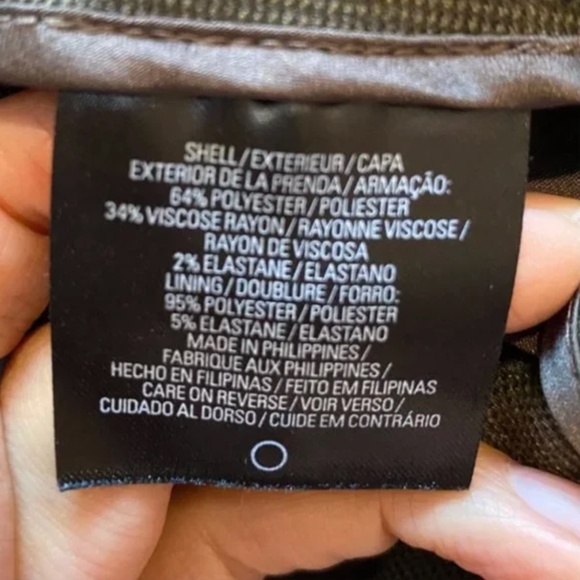 SHELL/EXTERIEUR/CAPA
EXTERIOR DE LA PRENDA/ARMAÇÃO:
64% POLYESTER/POLIESTER
34% VISCOSE RAYON/RAYONNE VISCOSE/
RAYON DE VISCOSA
2% ELASTANE/ELASTANO
LINING/DOUBLURE/FORRO:
95% POLYESTER/POLIESTER
5% ELASTANE/ELASTANO
MADE IN PHILIPPINES/
FABRIQUE AUX PHILIPPINES/
HECHO EN FILIPINAS/FEITO EM FILIPINAS
CARE ON REVERSE/VOIR VERSO/
CUIDADO AL DORSO/CUIDE EM CONTRÁRIO